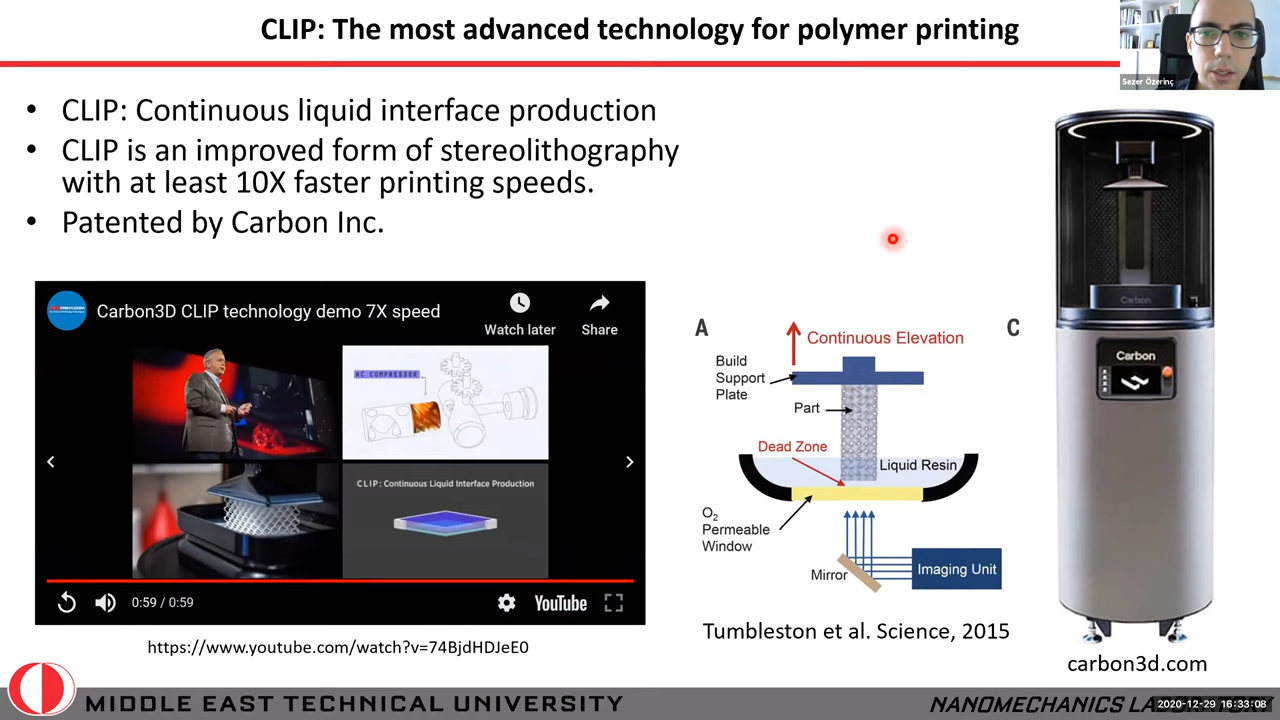 CLIP: The most advanced technology for polymer printing
Sezer Özerinç
• CLIP: Continuous liquid interface production
• CLIP is an improved form of stereolithography
with at least 10X faster printing speeds.
• Patented by Carbon Inc.
Carbon3D CLIP technology demo 7X speed
Watch later
Share
AC COMPRESSOR
CLIP: Continuous Liquid Interface Production
0:59 / 0:59
YouTube
https://www.youtube.com/watch?v=74BjdHDJeE0
A
Continuous Elevation
Build
Support
Plate
Part
Dead Zone
Liquid Resin
O₂
Permeable
Window
Mirror
Imaging Unit
Tumbleston et al. Science, 2015
C
Carbon
Carbon
carbon3d.com
MIDDLE EAST TECHNICAL UNIVERSITY
NANOMECHANICS LABORATORY
2020-12-29 16:33:08